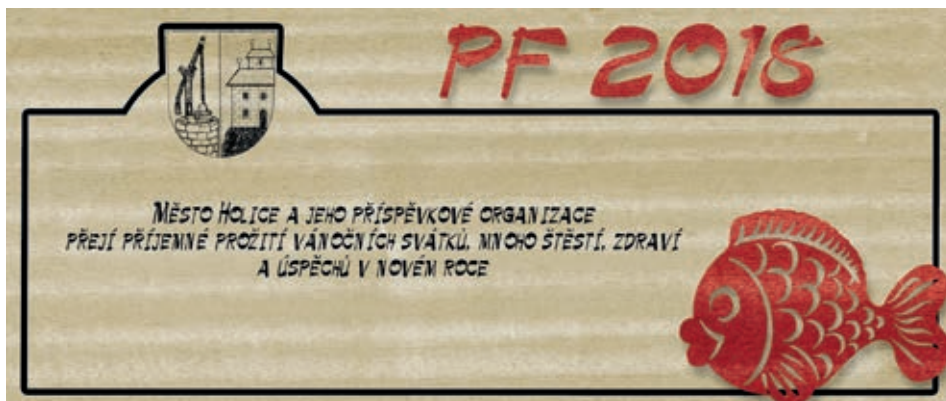 PF 2018
Město Holice a jeho příspěvkové organizace
přejí příjemné prožití vánočních svátků, mnoho štěstí, zdraví
a úspěchů v novém roce